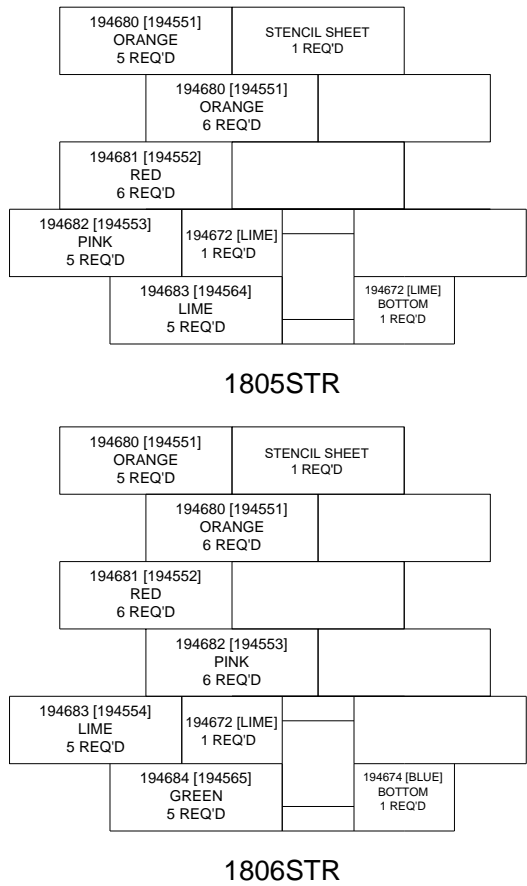 194680 [194551]
ORANGE
5 REQ'D
STENCIL SHEET
1 REQ'D
194680 [194551]
ORANGE
6 REQ'D
194681 [194552]
RED
6 REQ'D
194682 [194553]
PINK
5 REQ'D
194672 [LIME]
1 REQ'D
194683 [194564]
LIME
5 REQ'D
194672 [LIME]
BOTTOM
1 REQ'D
1805STR
194680 [194551]
ORANGE
5 REQ'D
STENCIL SHEET
1 REQ'D
194680 [194551]
ORANGE
6 REQ'D
194681 [194552]
RED
6 REQ'D
194682 [194553]
PINK
6 REQ'D
194683 [194554]
LIME
5 REQ'D
194672 [LIME]
1 REQ'D
194684 [194565]
GREEN
5 REQ'D
194674 [BLUE]
BOTTOM
1 REQ'D
1806STR